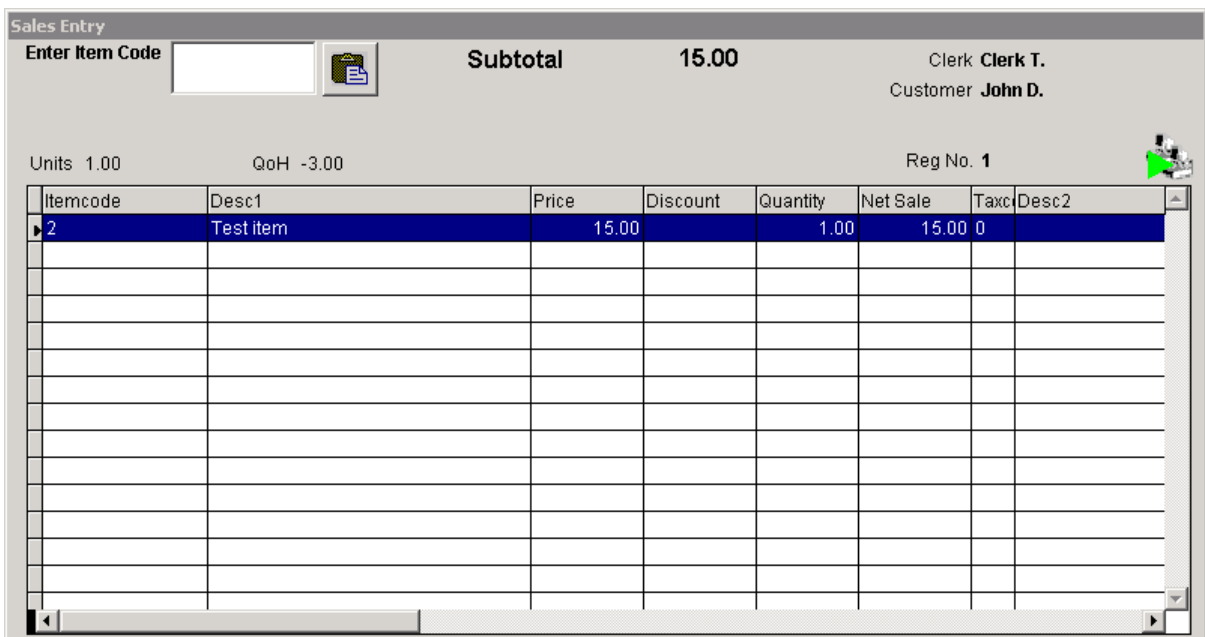 Sales Entry
Enter Item Code Subtotal 15.00 Clerk Clerk T.
Customer John D.
Units 1.00 QoH -3.00 Reg No. 1
Itemcode Desc1 Price Discount Quantity Net Sale Taxc Desc2
2 Test item 15.00 1.00 15.00 0